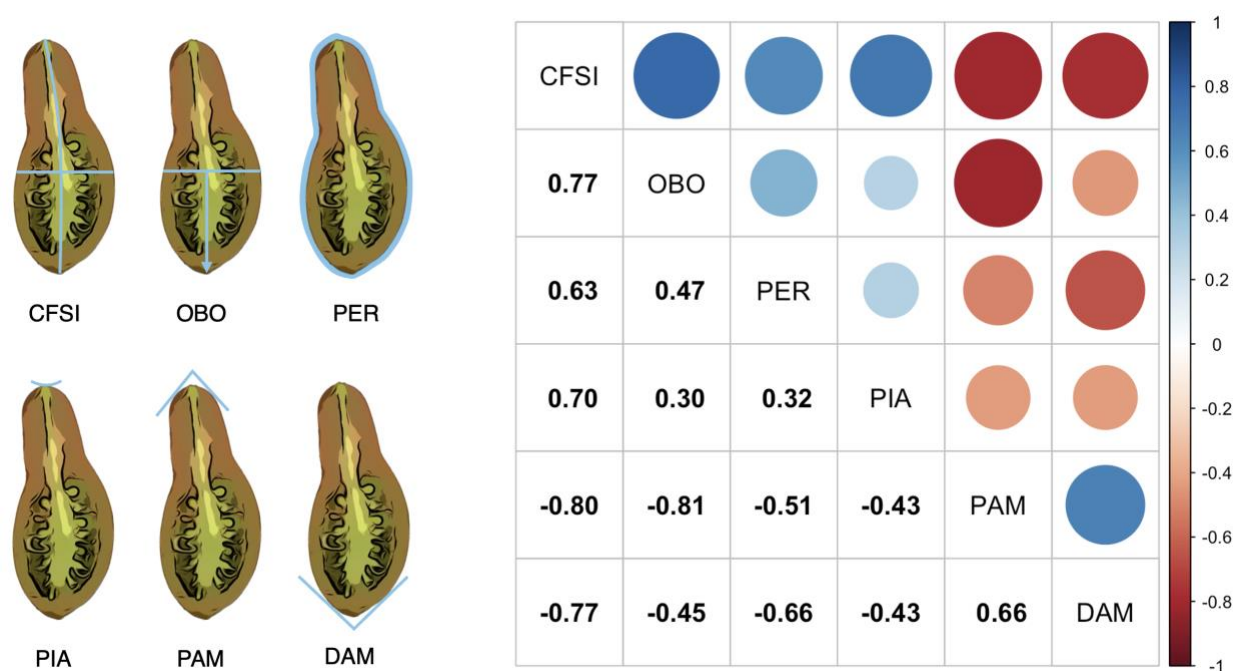 CFSI OBO PER
PIA PAM DAM
CFSI
0.77 OBO
0.63 0.47 PER
0.70 0.30 0.32 PIA
-0.80 -0.81 -0.51 -0.43 PAM
-0.77 -0.45 -0.66 -0.43 0.66 DAM
1
0.8
0.6
0.4
0.2
0
-0.2
-0.4
-0.6
-0.8
-1